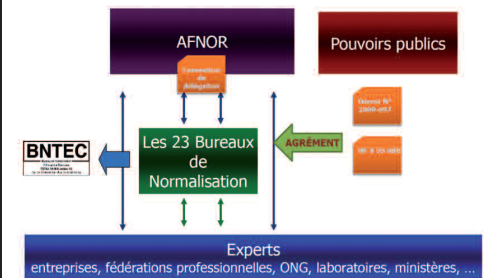 AFNOR
Pouvoirs publics
Convention
de
délégation
Les 23 Bureaux
de
Normalisation
AGRÉMENT
BNTEC
Experts
entreprises, fédérations professionnelles, ONG, laboratoires, ministères, ...